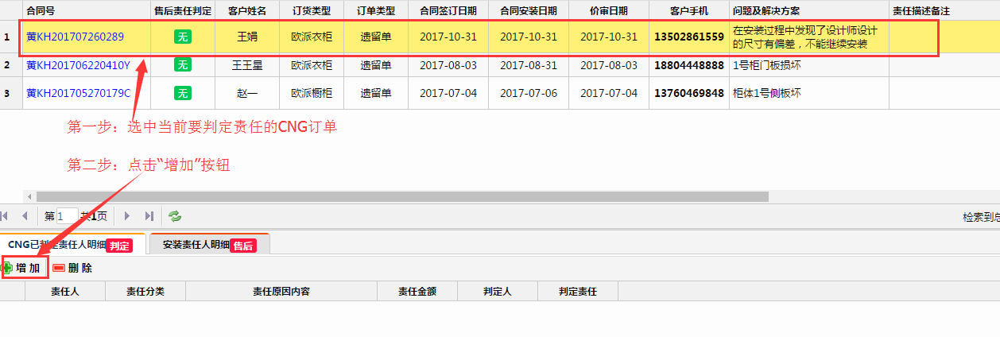 合同号 售后责任判定 客户姓名 订货类型 订单类型 合同签订日期 合同安装日期 价审日期 客户手机 问题及解决方案 责任描述备注
1 黄KH201707260289 无 王娟 欧派衣柜 遗留单 2017-10-31 2017-10-31 2017-10-31 13502861559 在安装过程中发现了设计师设计
的尺寸有偏差，不能继续安装
2 黄KH201706220410Y 无 王王星 欧派衣柜 遗留单 2017-08-03 2017-08-31 2017-08-03 18804448888 1号柜门板损坏
3 黄KH201705270179C 无 赵一 欧派橱柜 遗留单 2017-07-04 2017-07-06 2017-07-04 13760469848 柜体1号侧板坏
第一步：选中当前要判定责任的CNG订单
第二步：点击“增加”按钮
第 1 共1页 检索到总
CNG已判定责任人明细 判定 安装责任人明细 售后
增 加 删 除
责任人 责任分类 责任原因内容 责任金额 判定人 判定责任